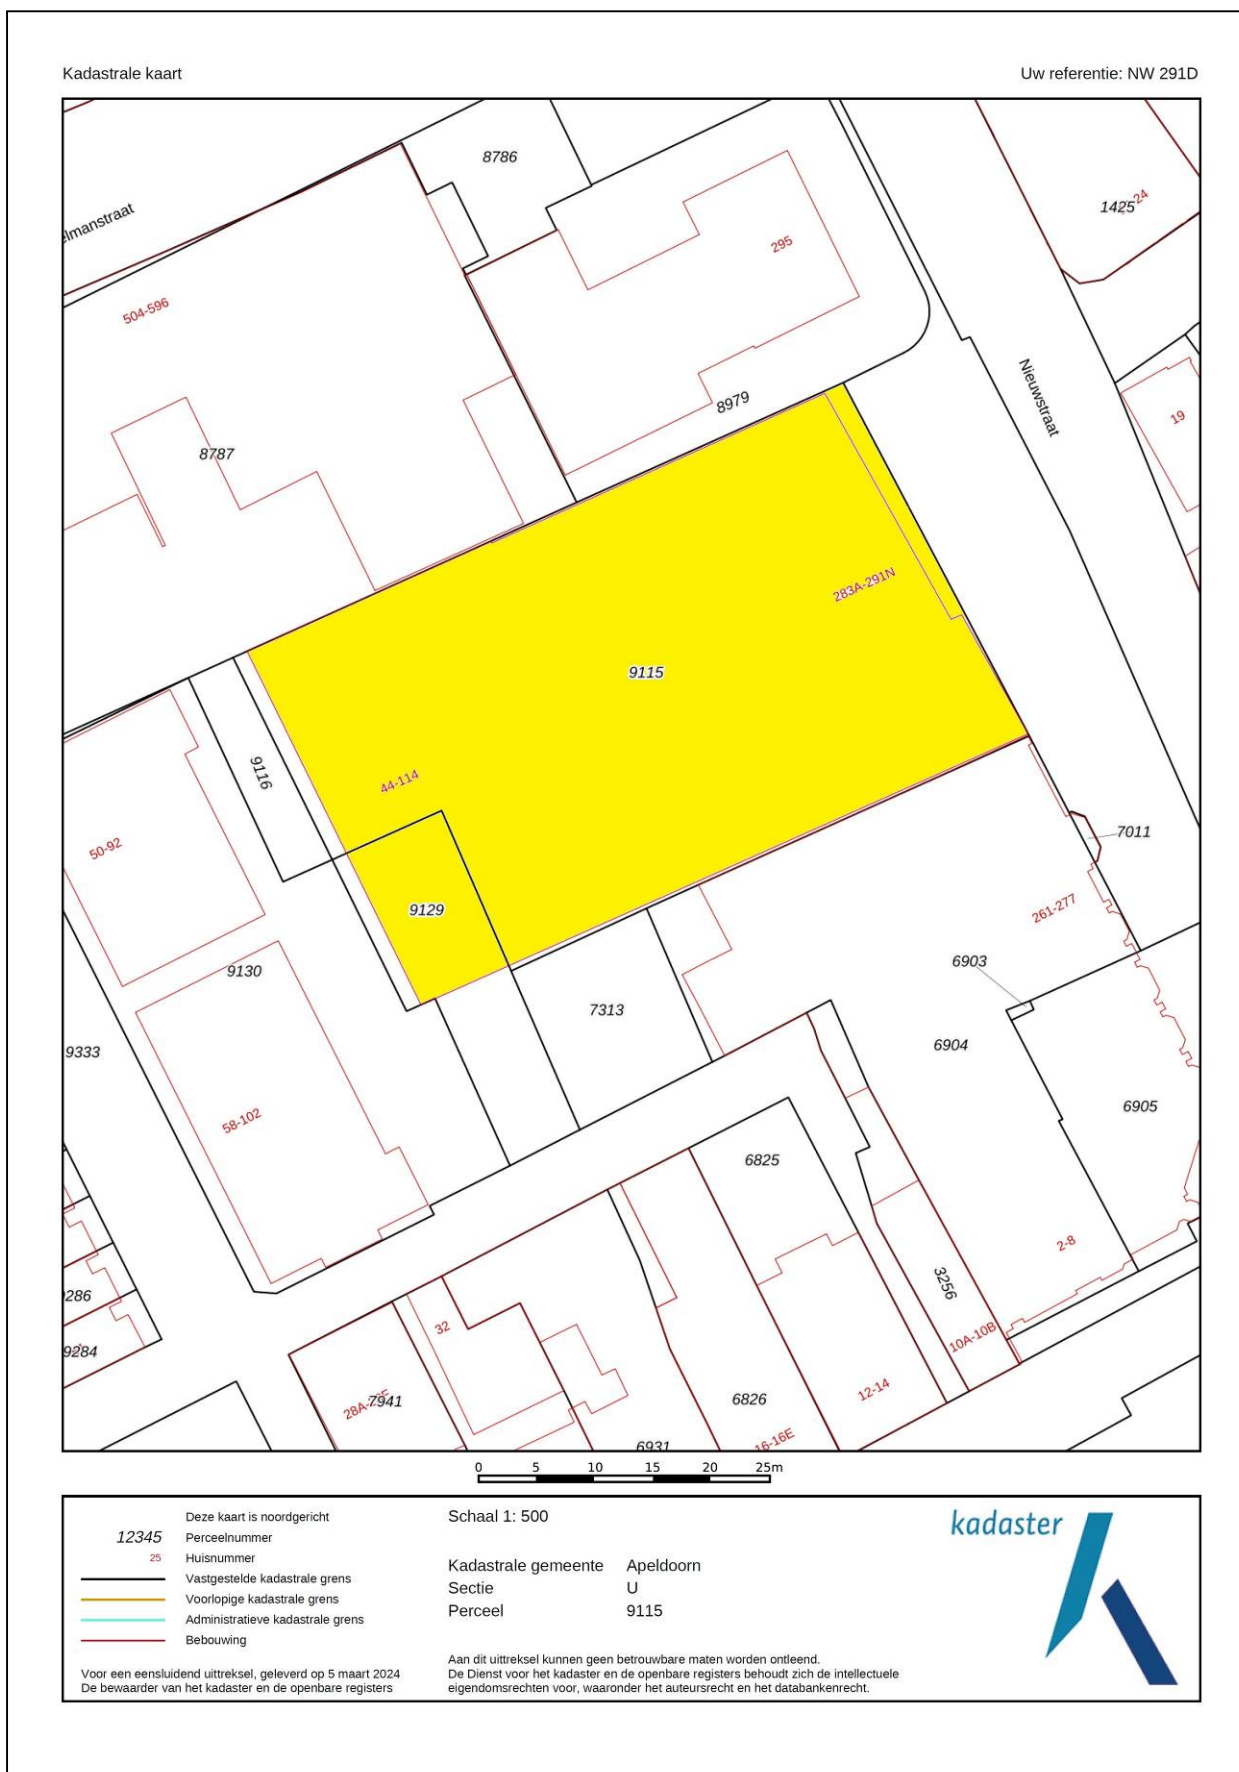 Kadastrale kaart
Uw referentie: NW 291D
8786
elmanstraat
1425
24
295
504-596
Nieuwstraat
8979
19
8787
283A-291N
9115
9116
44-114
50-92
7011
9129
261-277
6903
9130
7313
9333
6904
6905
58-102
6825
2-8
3256
286
9284
32
10A-10B
12-14
7941
6826
16-16E
6931
0 5 10 15 20 25m
Deze kaart is noordgericht
12345 Perceelnummer
25 Huisnummer
Vastgestelde kadastrale grens
Voorlopige kadastrale grens
Administratieve kadastrale grens
Bebouwing
Voor een eensluidend uittreksel, geleverd op 5 maart 2024
De bewaarder van het kadaster en de openbare registers
Schaal 1: 500
Kadastrale gemeente Apeldoorn
Sectie U
Perceel 9115
Aan dit uittreksel kunnen geen betrouwbare maten worden ontleend.
De Dienst voor het kadaster en de openbare registers behoudt zich de intellectuele
eigendomsrechten voor, waaronder het auteursrecht en het databankenrecht.
kadaster